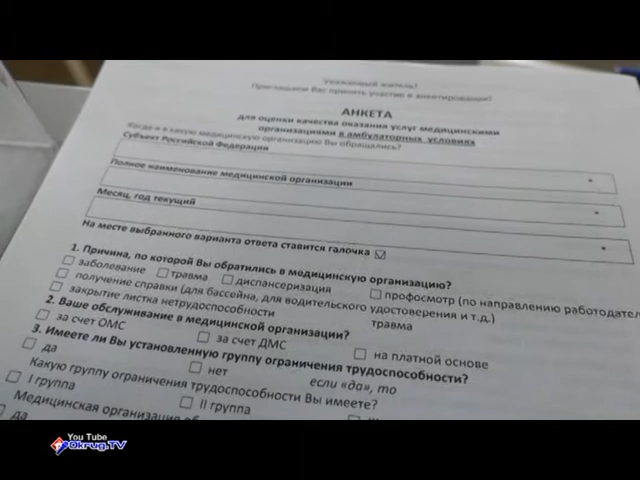 Уважаемый житель!
Приглашаем Вас принять участие в анкетировании!
АНКЕТА
для оценки качества оказания услуг медицинскими
организациями в амбулаторных условиях
Когда и в какую медицинскую организацию Вы обращались?
Субъект Российской Федерации
*
Полное наименование медицинской организации
*
Месяц, год текущий
*
На месте выбранного варианта ответа ставится галочка ☑
1. Причина, по которой Вы обратились в медицинскую организацию?
☐ заболевание ☐ травма ☐ диспансеризация ☐ профосмотр (по направлению работодател
☐ получение справки (для бассейна, для водительского удостоверения и т.д.)
☐ закрытие листка нетрудоспособности травма
2. Ваше обслуживание в медицинской организации?
☐ за счет ОМС ☐ за счет ДМС ☐ на платной основе
3. Имеете ли Вы установленную группу ограничения трудоспособности?
☐ да ☐ нет если «да», то
Какую группу ограничения трудоспособности Вы имеете?
☐ I группа ☐ II группа
Медицинская организация
да
You Tube
Okrug.TV